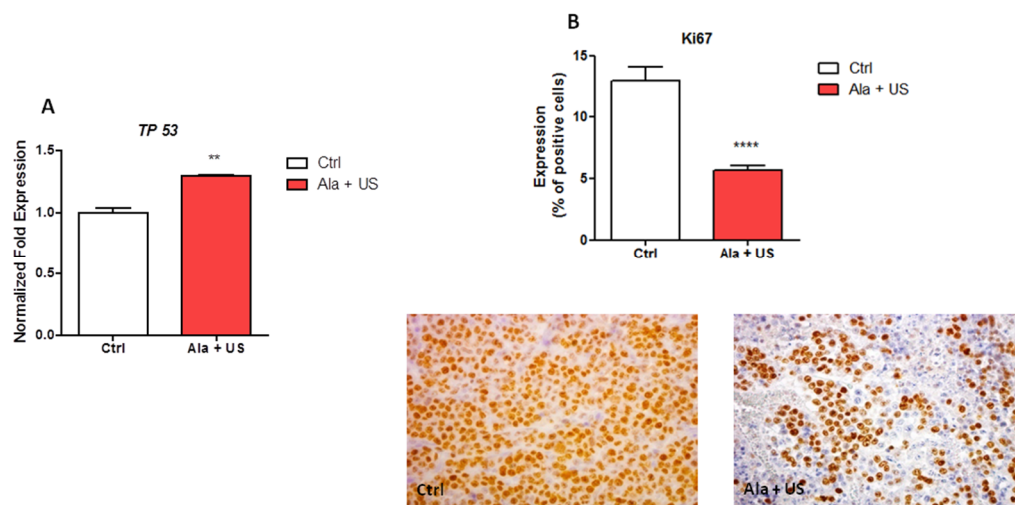 A
TP 53
Normalized Fold Expression
1.5
1.0
0.5
0.0
Ctrl
Ala + US
**
Ctrl
Ala + US
B
Ki67
Expression
(% of positive cells)
15
10
5
0
Ctrl
Ala + US
****
Ctrl
Ala + US
Ctrl
Ala + US